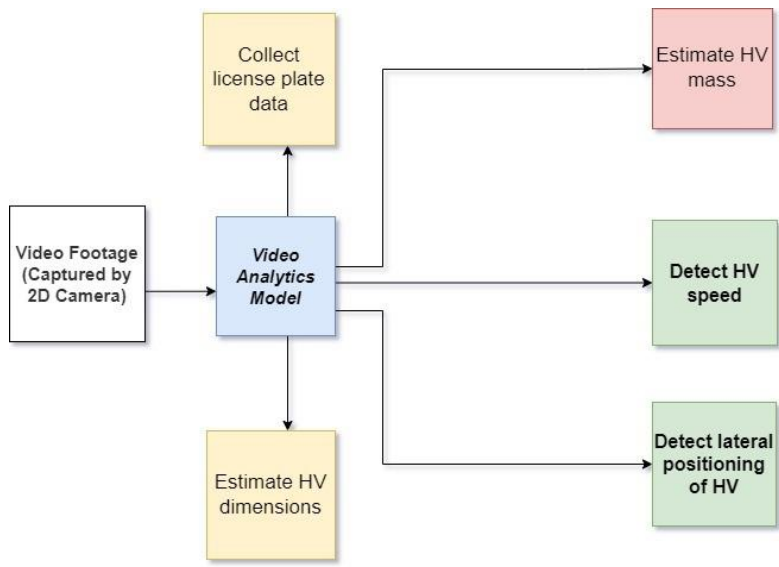 Collect
license plate
data
Estimate HV
mass
Video Footage
(Captured by
2D Camera)
Video
Analytics
Model
Detect HV
speed
Estimate HV
dimensions
Detect lateral
positioning
of HV